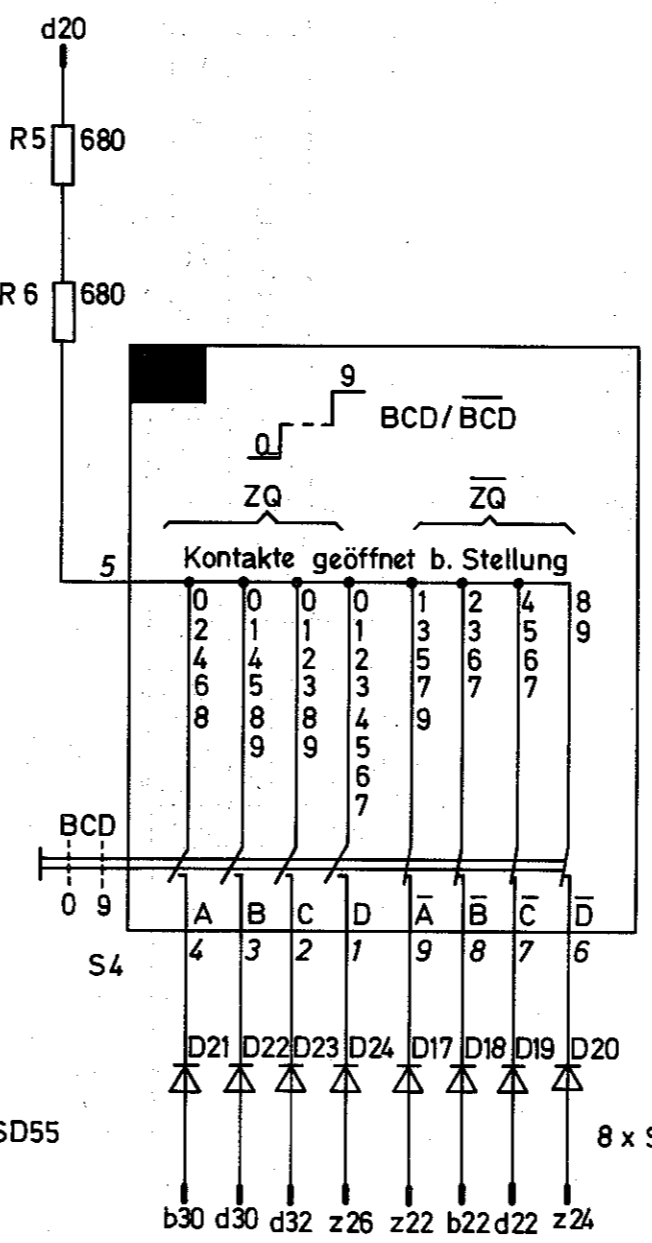 d20
R5 680
R6 680
9
0
BCD/B̅C̅D̅
ZQ Z̅Q̅
5 Kontakte geöffnet b. Stellung
0 0 0 0 1 2 4 8
2 1 1 1 3 3 5 9
4 4 2 2 5 6 6
6 5 3 3 7 7 7
8 8 8 4 9
9 9 5
6
7
BCD
0 9
A B C D A̅ B̅ C̅ D̅
S4 4 3 2 1 9 8 7 6
D21 D22 D23 D24 D17 D18 D19 D20
SD55 8 x S
b30 d30 d32 z26 z22 b22 d22 z24